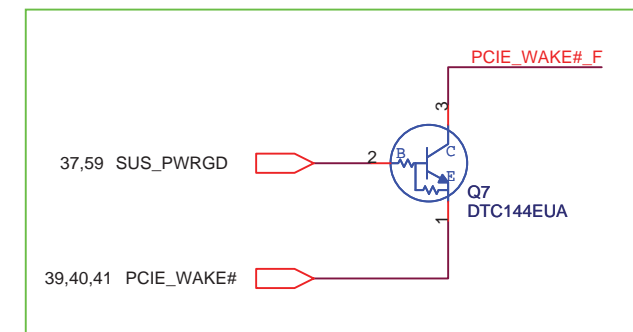 PCIE_WAKE#_F
3
37,59 SUS_PWRGD
2
B
C
E
Q7
DTC144EUA
1
39,40,41 PCIE_WAKE#